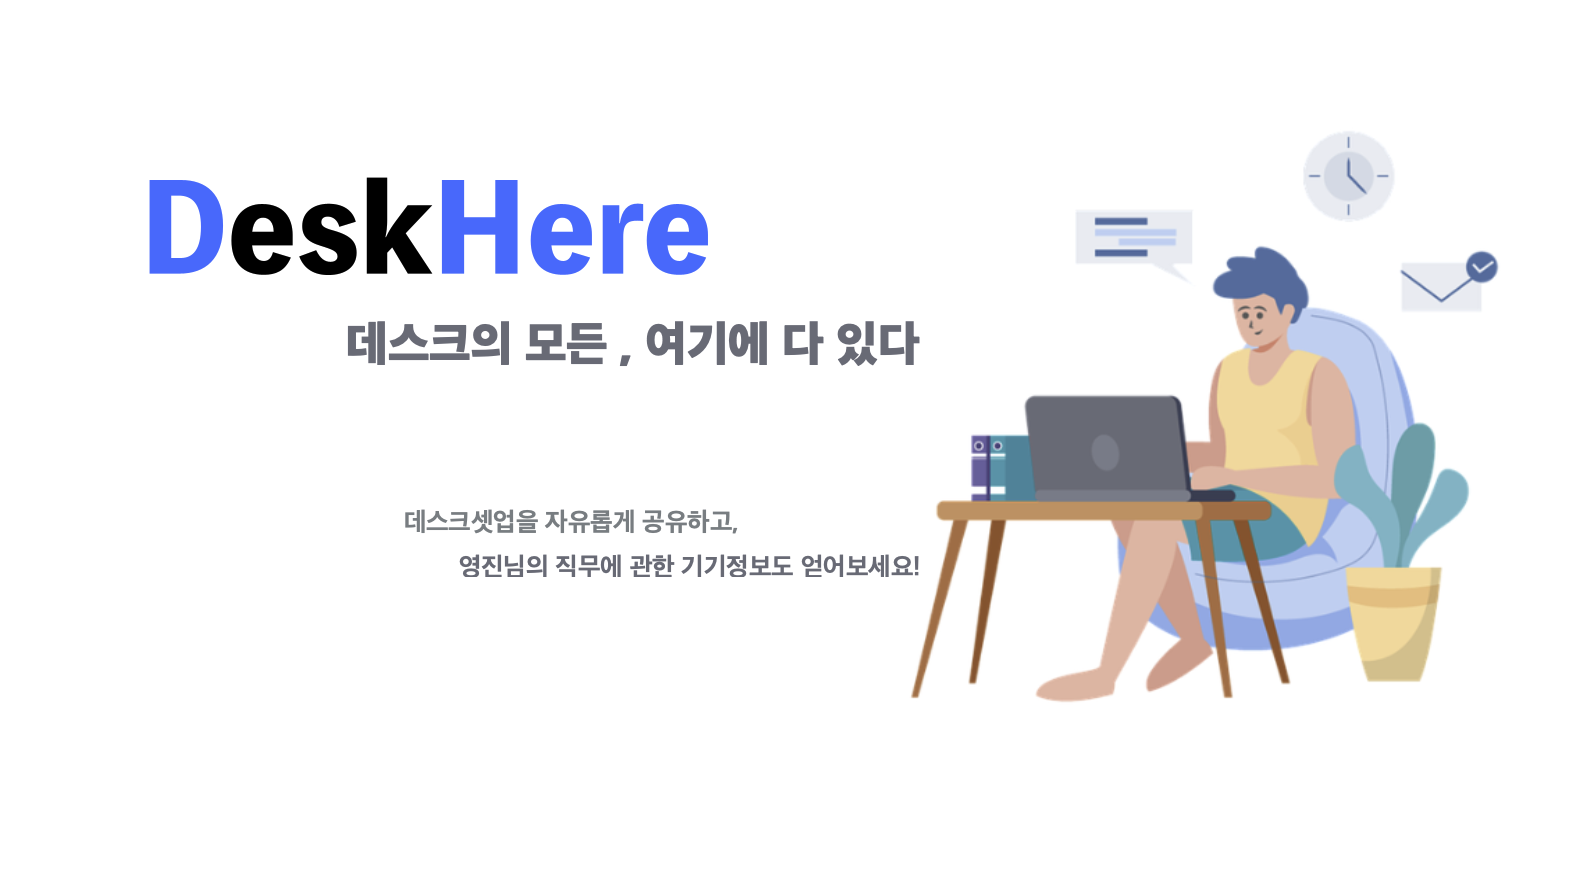 DeskHere
데스크의 모든 , 여기에 다 있다
데스크셋업을 자유롭게 공유하고,
영진님의 직무에 관한 기기정보도 얻어보세요!